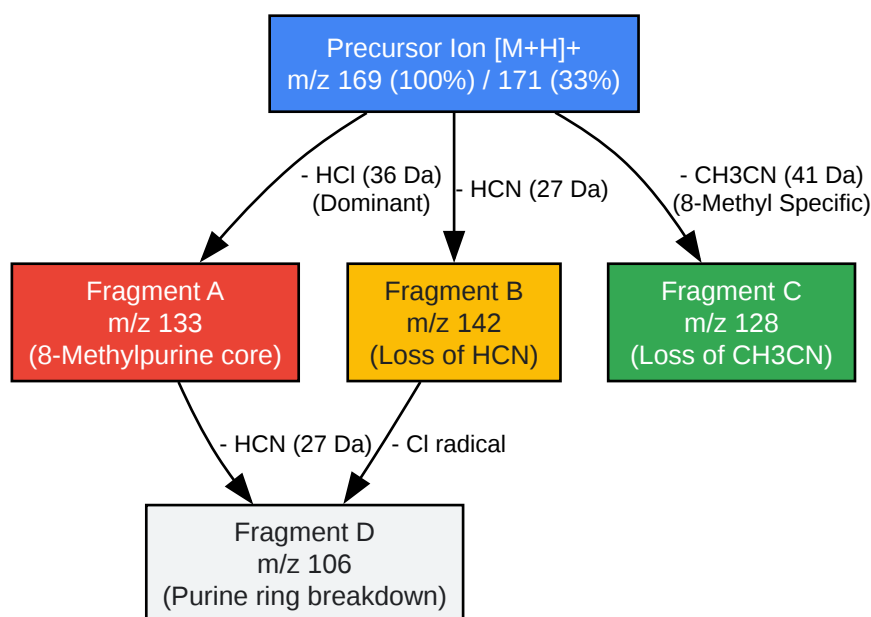 Precursor Ion [M+H]+
m/z 169 (100%) / 171 (33%)
- HCl (36 Da)
(Dominant)
- HCN (27 Da)
- CH3CN (41 Da)
(8-Methyl Specific)
Fragment A
m/z 133
(8-Methylpurine core)
Fragment B
m/z 142
(Loss of HCN)
Fragment C
m/z 128
(Loss of CH3CN)
- HCN (27 Da)
- Cl radical
Fragment D
m/z 106
(Purine ring breakdown)